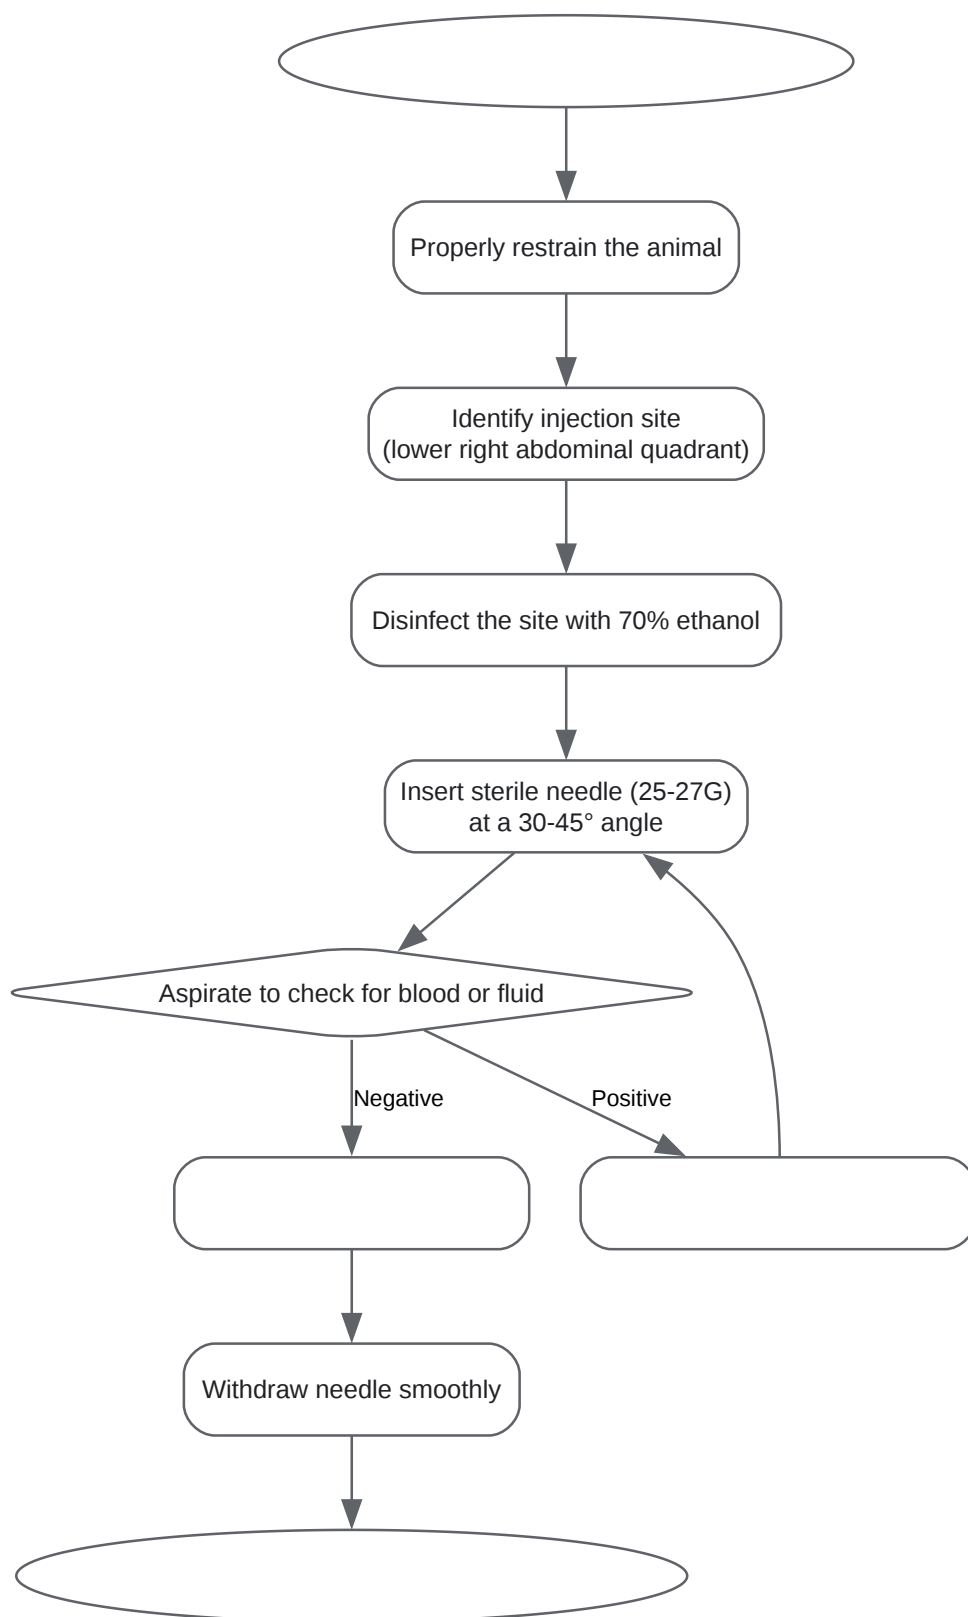 Properly restrain the animal
Identify injection site
(lower right abdominal quadrant)
Disinfect the site with 70% ethanol
Insert sterile needle (25-27G)
at a 30-45° angle
Aspirate to check for blood or fluid
Negative
Positive
Withdraw needle smoothly